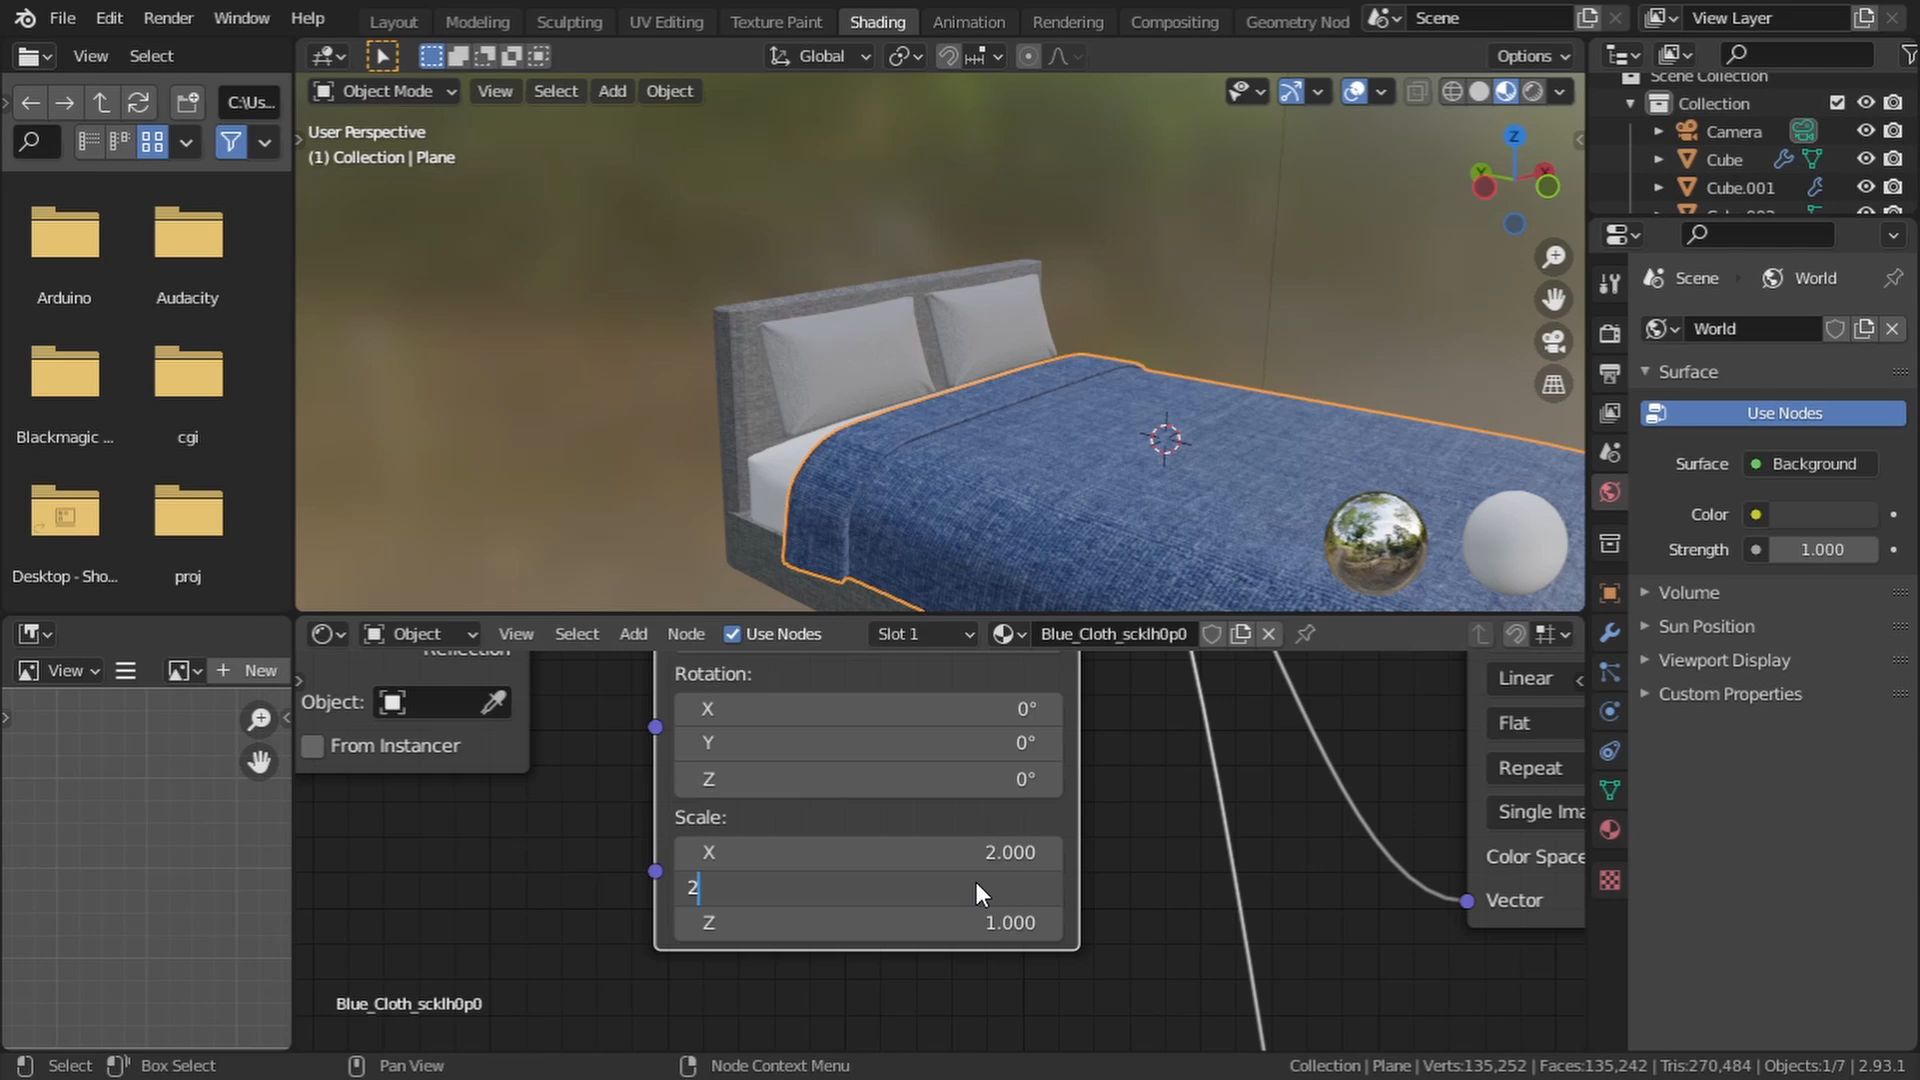 File Edit Render Window Help Layout Modeling Sculpting UV Editing Texture Paint Shading Animation Rendering Compositing Geometry Nod Scene View Layer
View Select Global Options
Object Mode View Select Add Object
C:\Us...
User Perspective
(1) Collection | Plane
Z
Scene Collection
Collection
Camera
Cube
Cube.001
Arduino
Audacity
Blackmagic ...
cgi
Desktop - Sho...
proj
Scene World
World
Surface
Use Nodes
Surface Background
Color
Strength 1.000
Volume
Sun Position
Viewport Display
Custom Properties
Object View Select Add Node Use Nodes Slot 1 Blue_Cloth_scklh0p0
View New
Reflection
Object:
From Instancer
Rotation:
X 0°
Y 0°
Z 0°
Scale:
X 2.000
2
Z 1.000
Linear
Flat
Repeat
Single Ima
Color Space
Vector
Blue_Cloth_scklh0p0
Select Box Select Pan View Node Context Menu Collection | Plane | Verts:135,252 | Faces:135,242 | Tris:270,484 | Objects:1/7 | 2.93.1